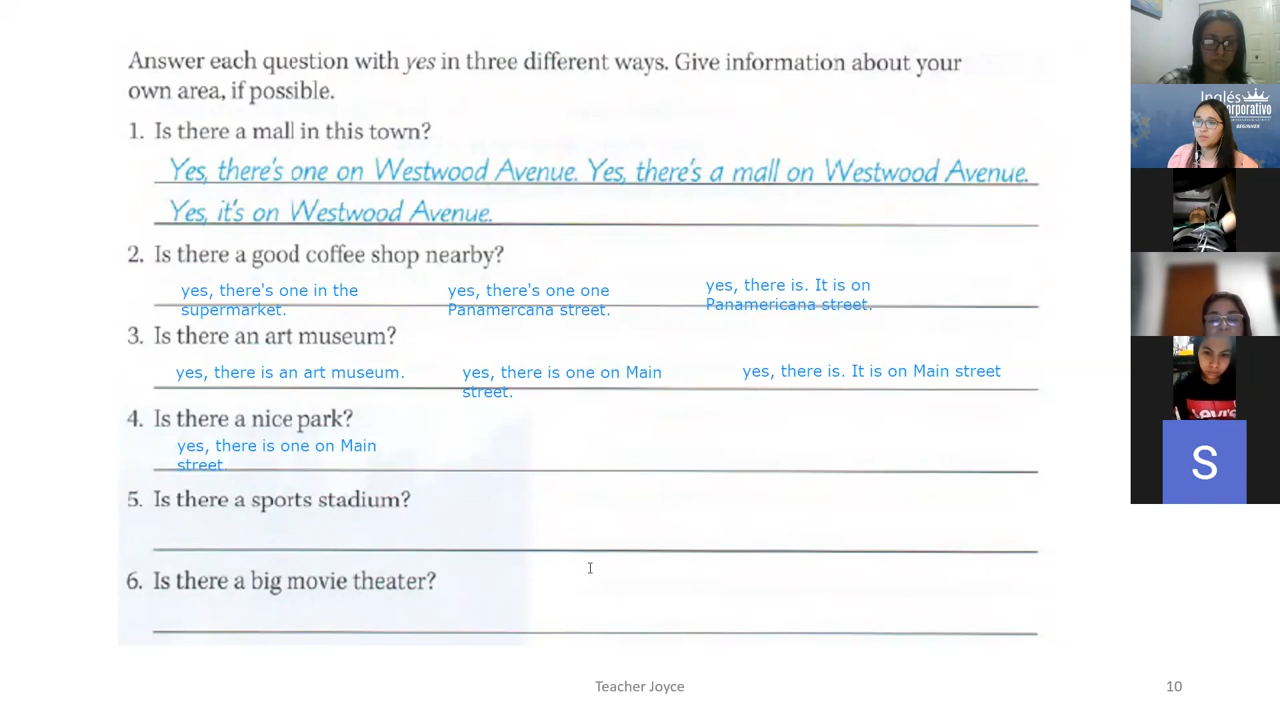 Answer each question with yes in three different ways. Give information about your
own area, if possible.
1. Is there a mall in this town?
Yes, there's one on Westwood Avenue. Yes, there's a mall on Westwood Avenue.
Yes, it's on Westwood Avenue.
2. Is there a good coffee shop nearby?
yes, there's one in the
supermarket.
yes, there's one one
Panamercana street.
yes, there is. It is on
Panamericana street.
3. Is there an art museum?
yes, there is an art museum.
yes, there is one on Main
street.
yes, there is. It is on Main street
4. Is there a nice park?
yes, there is one on Main
street.
5. Is there a sports stadium?
6. Is there a big movie theater?
Teacher Joyce
10
Inglés
BEGINNER
S